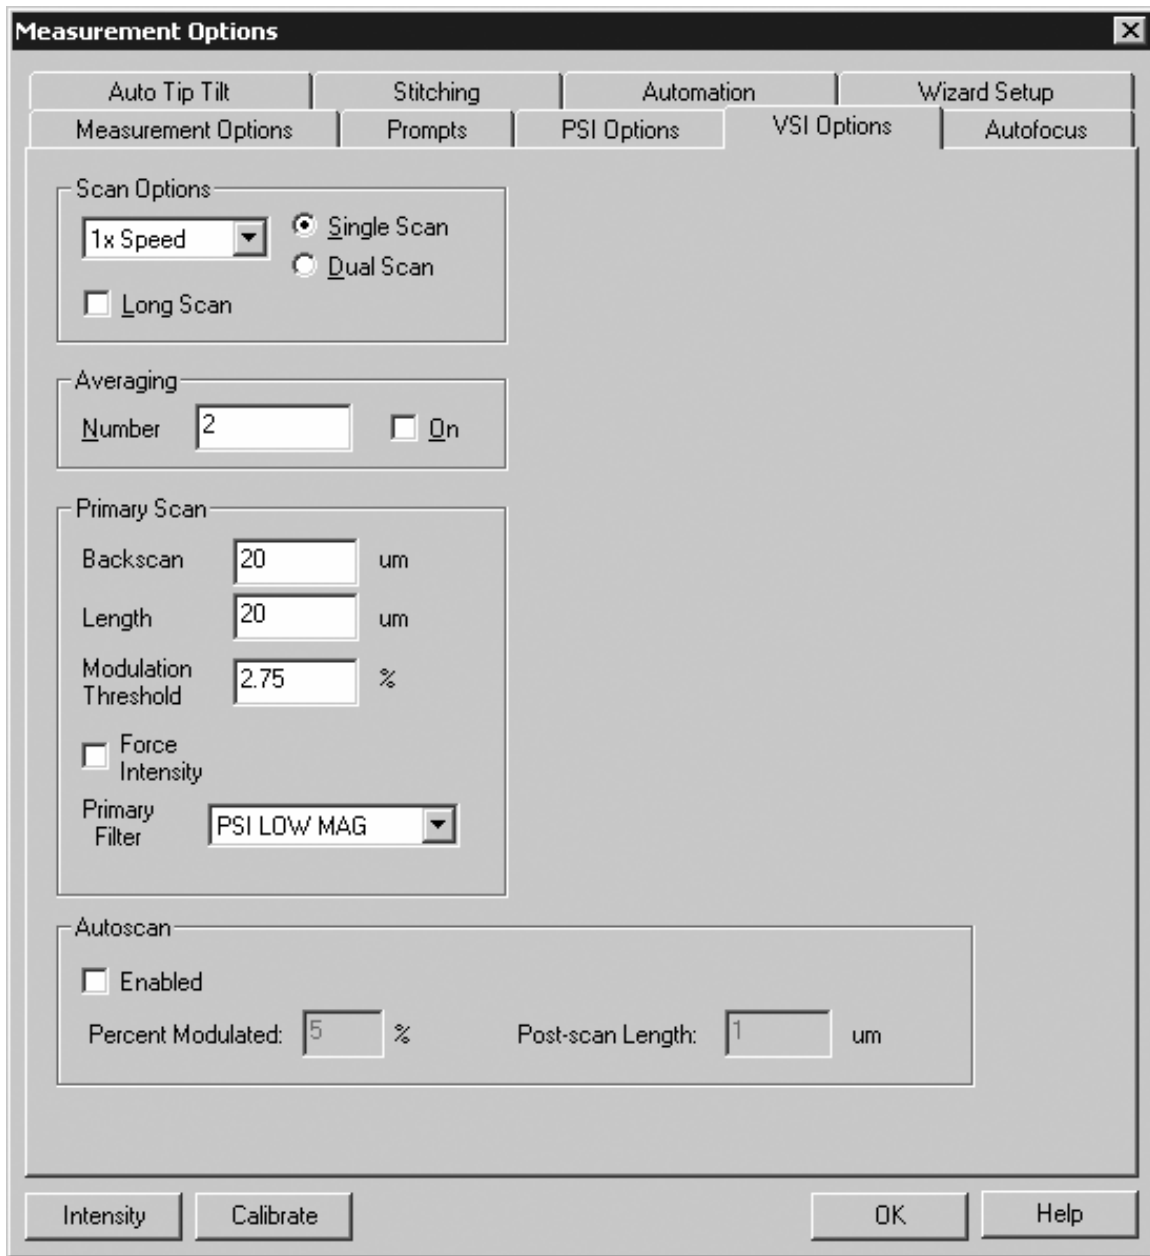 Measurement Options
Auto Tip Tilt Stitching Automation Wizard Setup
Measurement Options Prompts PSI Options VSI Options Autofocus
Scan Options
1x Speed Single Scan
Dual Scan
Long Scan
Averaging
Number 2 On
Primary Scan
Backscan 20 um
Length 20 um
Modulation
Threshold 2.75 %
Force
Intensity
Primary
Filter PSI LOW MAG
Autoscan
Enabled
Percent Modulated: 5 % Post-scan Length: 1 um
Intensity Calibrate OK Help